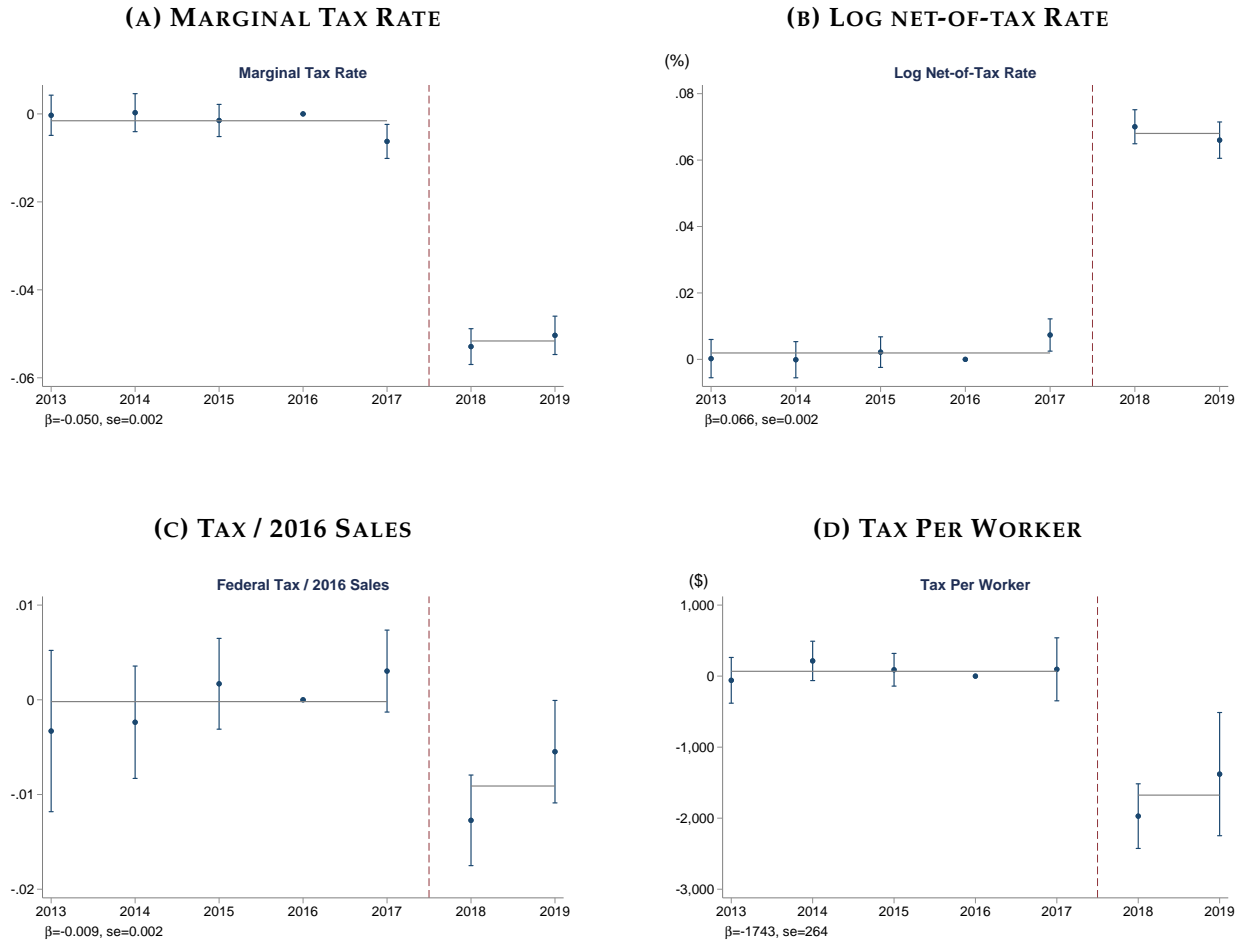 (A) MARGINAL TAX RATE
Marginal Tax Rate
0
-.02
-.04
-.06
2013 2014 2015 2016 2017 2018 2019
β=-0.050, se=0.002
(B) LOG NET-OF-TAX RATE
(%)
Log Net-of-Tax Rate
.08
.06
.04
.02
0
2013 2014 2015 2016 2017 2018 2019
β=0.066, se=0.002
(C) TAX / 2016 SALES
Federal Tax / 2016 Sales
.01
0
-.01
-.02
2013 2014 2015 2016 2017 2018 2019
β=-0.009, se=0.002
(D) TAX PER WORKER
($)
Tax Per Worker
1,000
0
-1,000
-2,000
-3,000
2013 2014 2015 2016 2017 2018 2019
β=-1743, se=264